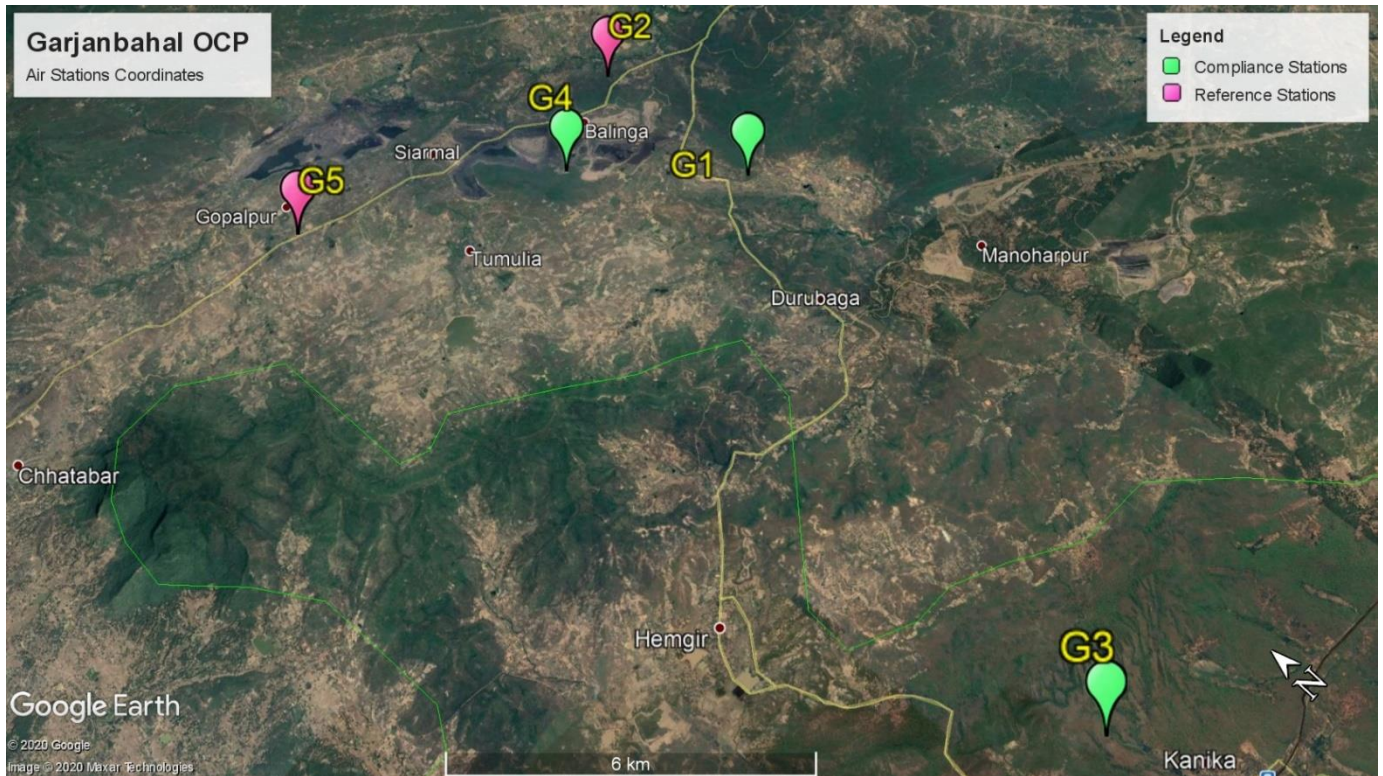 Garjanbahal OCP
Air Stations Coordinates
G2
Legend
Compliance Stations
Reference Stations
G4
Balinga
Siarmal
G1
G5
Gopalpur
Tumulia
Manoharpur
Durubaga
Chhatabar
Hemgir
G3
N
Google Earth
© 2020 Google
Image © 2020 Maxar Technologies
6 km
Kanika